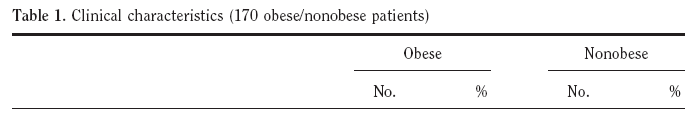 Table 1. Clinical characteristics (170 obese/nonobese patients)
Obese Nonobese
No. % No. %